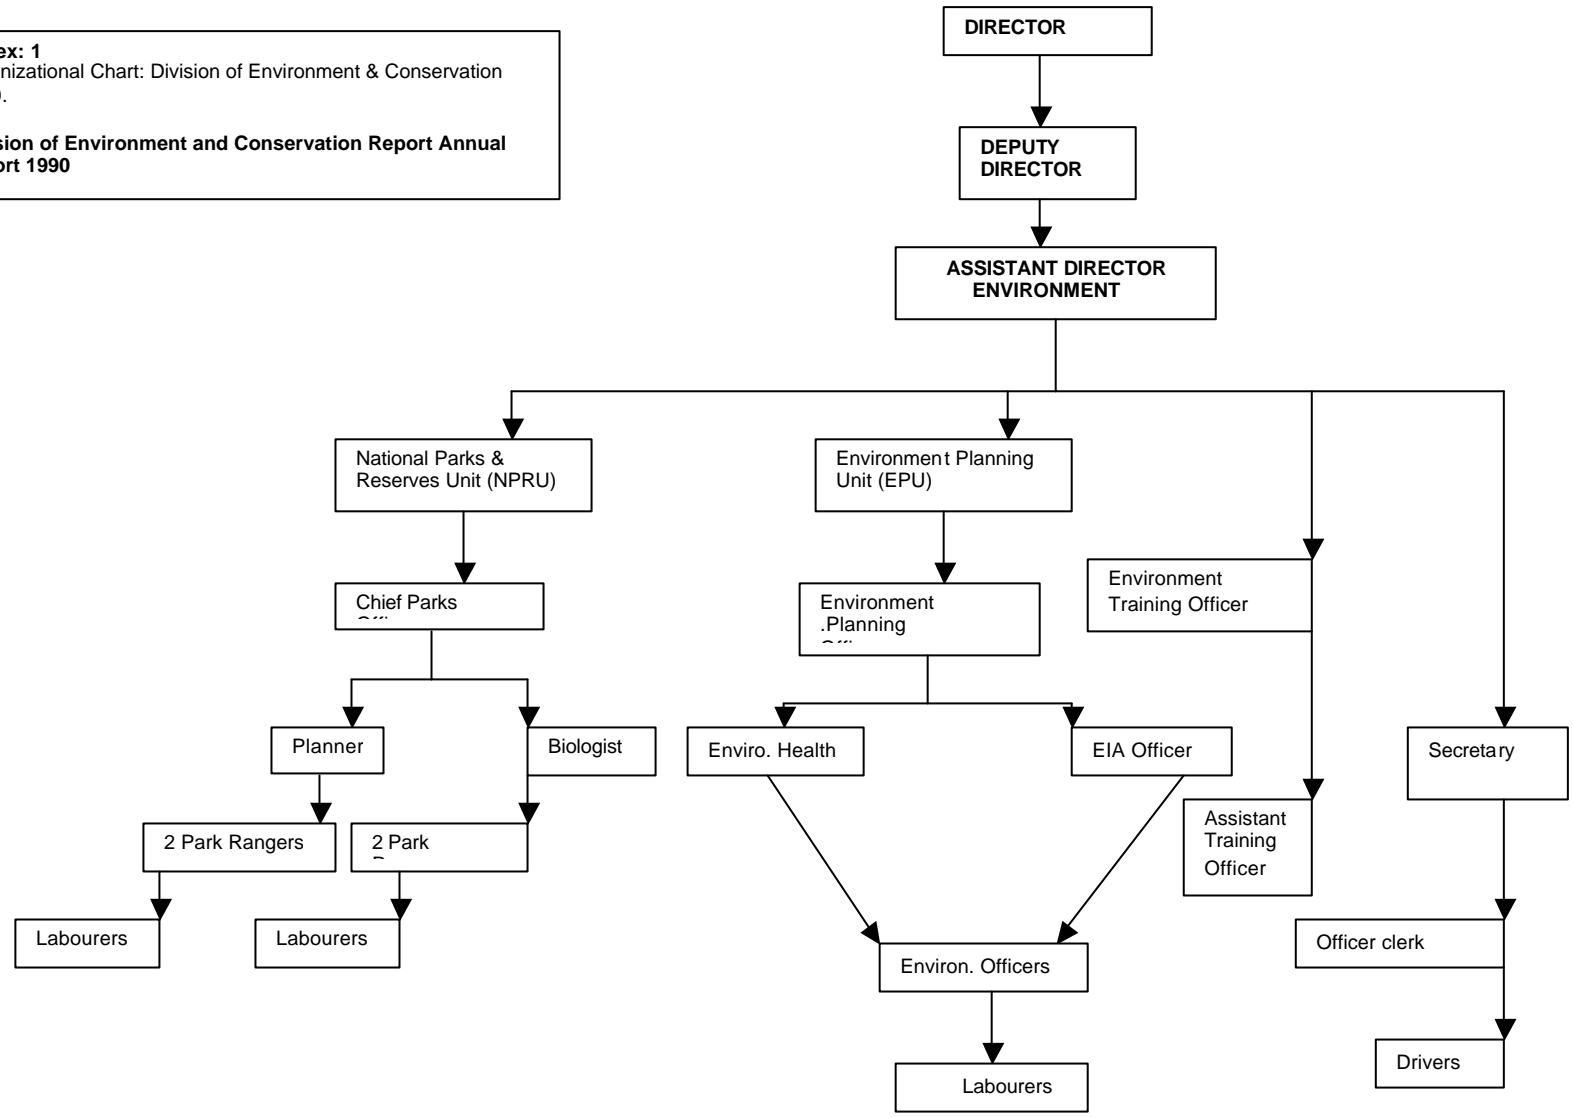 ex: 1
nizational Chart: Division of Environment & Conservation
).
sion of Environment and Conservation Report Annual
ort 1990
DIRECTOR
DEPUTY
DIRECTOR
ASSISTANT DIRECTOR
ENVIRONMENT
National Parks &
Reserves Unit (NPRU)
Environment Planning
Unit (EPU)
Chief Parks
Environment
.Planning
Environment
Training Officer
Planner
Biologist
Enviro. Health
EIA Officer
Secretary
2 Park Rangers
2 Park
Assistant
Training
Officer
Labourers
Labourers
Officer clerk
Environ. Officers
Drivers
Labourers